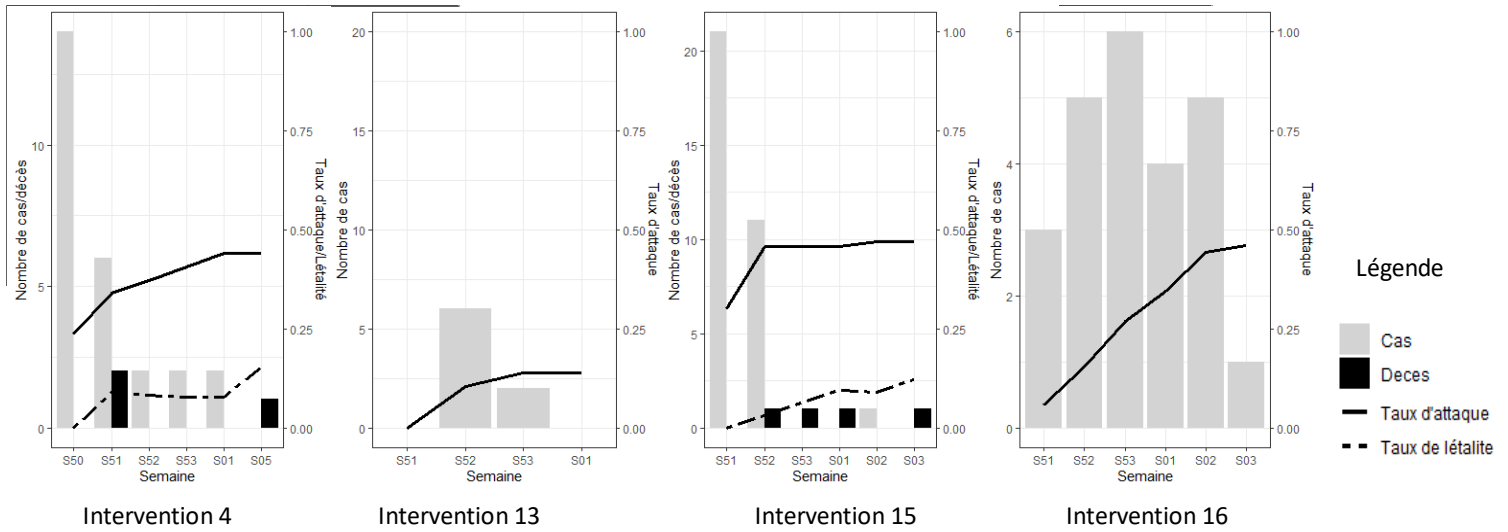 10
5
0
1.00
0.75
0.50
0.25
0.00
Nombre de cas/décès
Taux d'attaque/Létalité
S50 S51 S52 S53 S01 S05
Semaine
Intervention 4
20
15
10
5
0
1.00
0.75
0.50
0.25
0.00
Nombre de cas
Taux d'attaque
S51 S52 S53 S01
Semaine
Intervention 13
20
15
10
5
0
1.00
0.75
0.50
0.25
0.00
Nombre de cas/décès
Taux d'attaque/Létalité
S51 S52 S53 S01 S02 S03
Semaine
Intervention 15
6
4
2
0
1.00
0.75
0.50
0.25
0.00
Nombre de cas
Taux d'attaque
S51 S52 S53 S01 S02 S03
Semaine
Intervention 16
Légende
Cas
Deces
Taux d'attaque
Taux de létalite